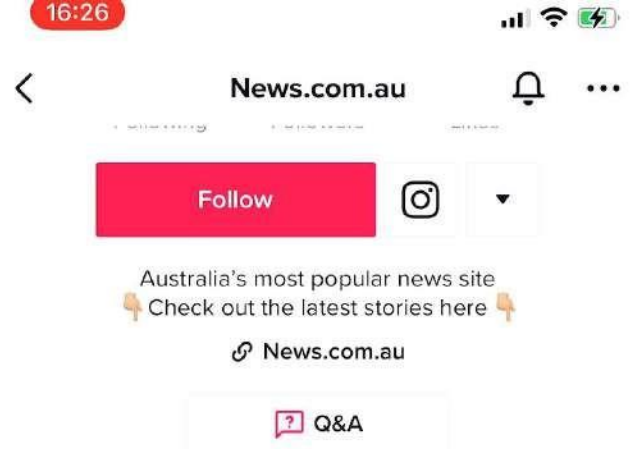 16:26
News.com.au
Follow
Australia's most popular news site
Check out the latest stories here
News.com.au
Q&A